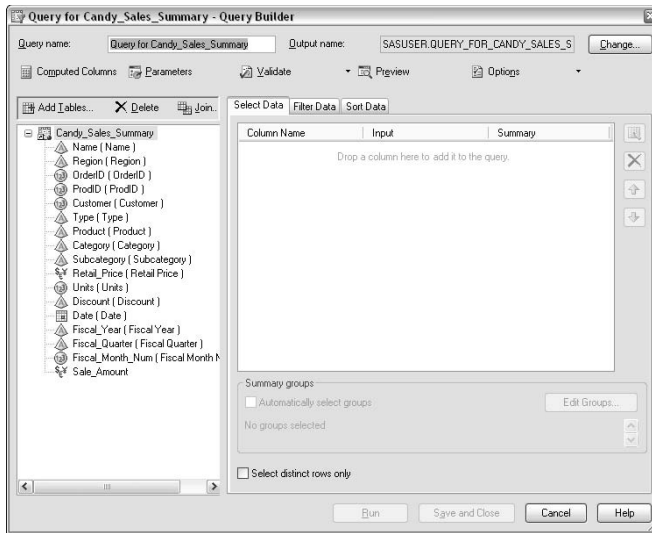 Query for Candy_Sales_Summary - Query Builder
Query name: Query for Candy_Sales_Summary Output name: SASUSER.QUERY_FOR_CANDY_SALES_S Change...
Computed Columns Parameters Validate Preview Options
Add Tables... Delete Join..
Select Data Filter Data Sort Data
Candy_Sales_Summary
Name ( Name )
Region ( Region )
OrderID ( OrderID )
ProdID ( ProdID )
Customer ( Customer )
Type ( Type )
Product ( Product )
Category ( Category )
Subcategory ( Subcategory )
Retail_Price ( Retail Price )
Units ( Units )
Discount ( Discount )
Date ( Date )
Fiscal_Year ( Fiscal Year )
Fiscal_Quarter ( Fiscal Quarter )
Fiscal_Month_Num ( Fiscal Month N
Sale_Amount
Column Name Input Summary
Drop a column here to add it to the query.
Summary groups
Automatically select groups Edit Groups...
No groups selected
Select distinct rows only
Run Save and Close Cancel Help